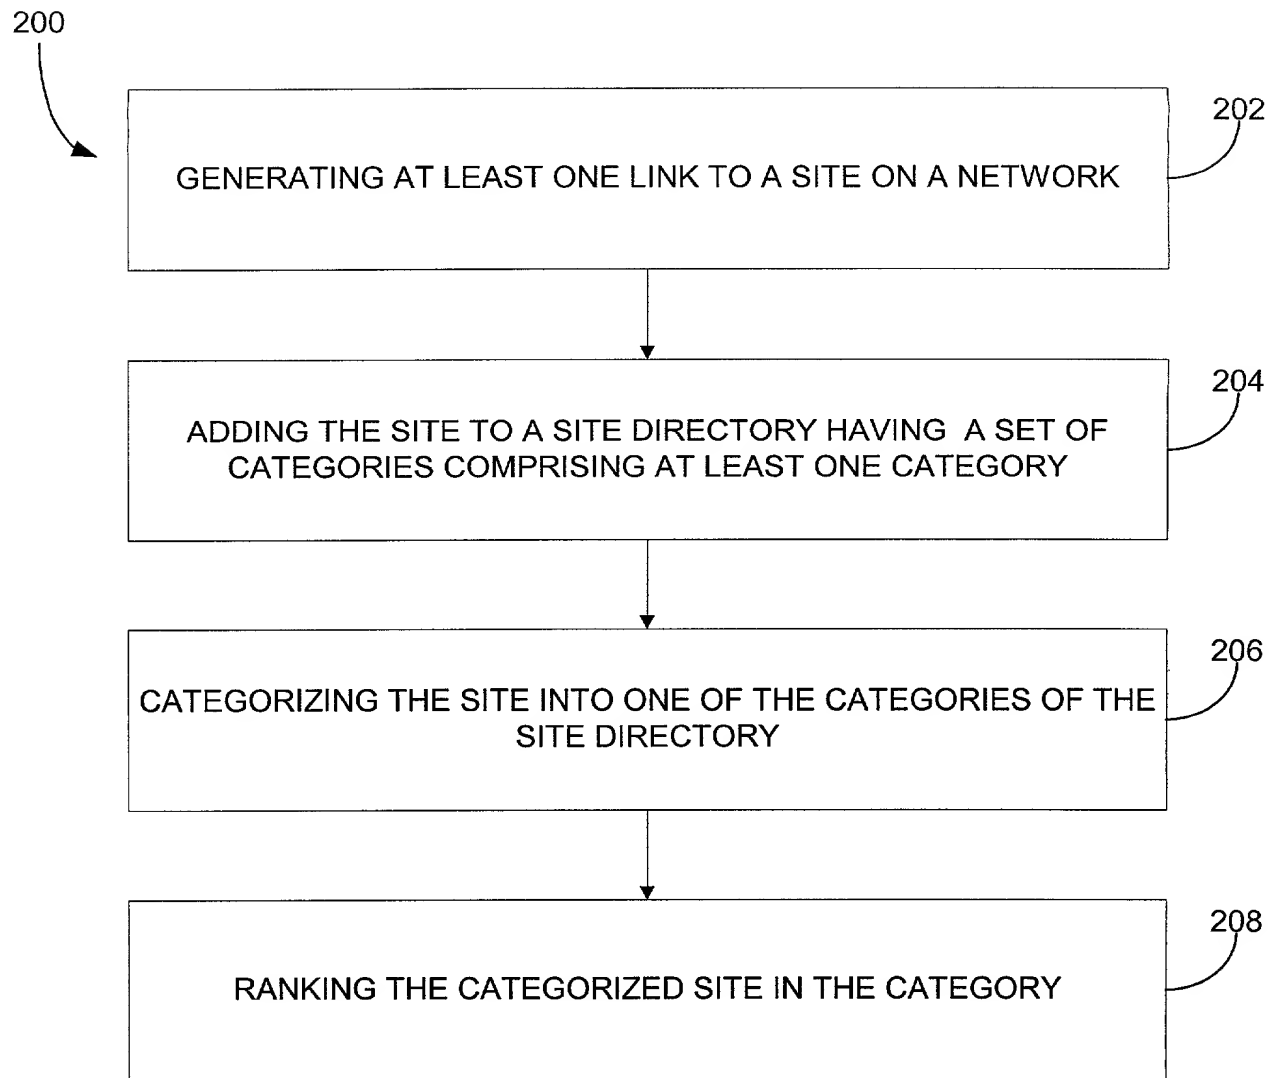 200
202
GENERATING AT LEAST ONE LINK TO A SITE ON A NETWORK
204
ADDING THE SITE TO A SITE DIRECTORY HAVING A SET OF
CATEGORIES COMPRISING AT LEAST ONE CATEGORY
206
CATEGORIZING THE SITE INTO ONE OF THE CATEGORIES OF THE
SITE DIRECTORY
208
RANKING THE CATEGORIZED SITE IN THE CATEGORY